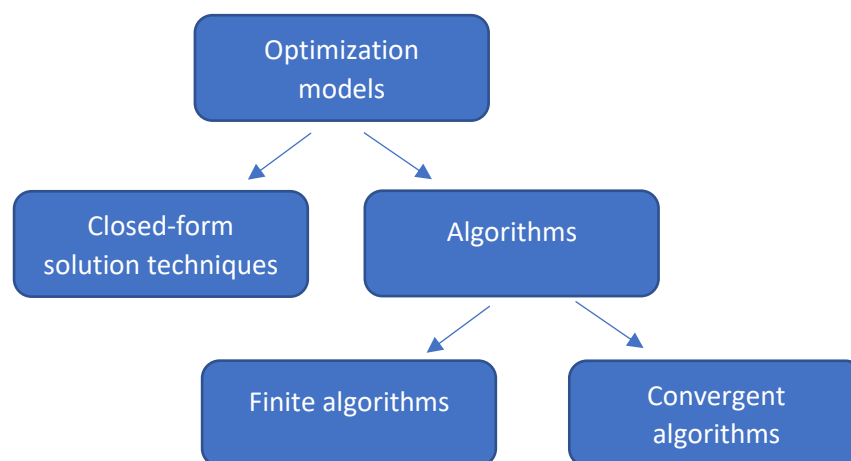 Optimization
models
Closed-form
solution techniques
Algorithms
Finite algorithms
Convergent
algorithms